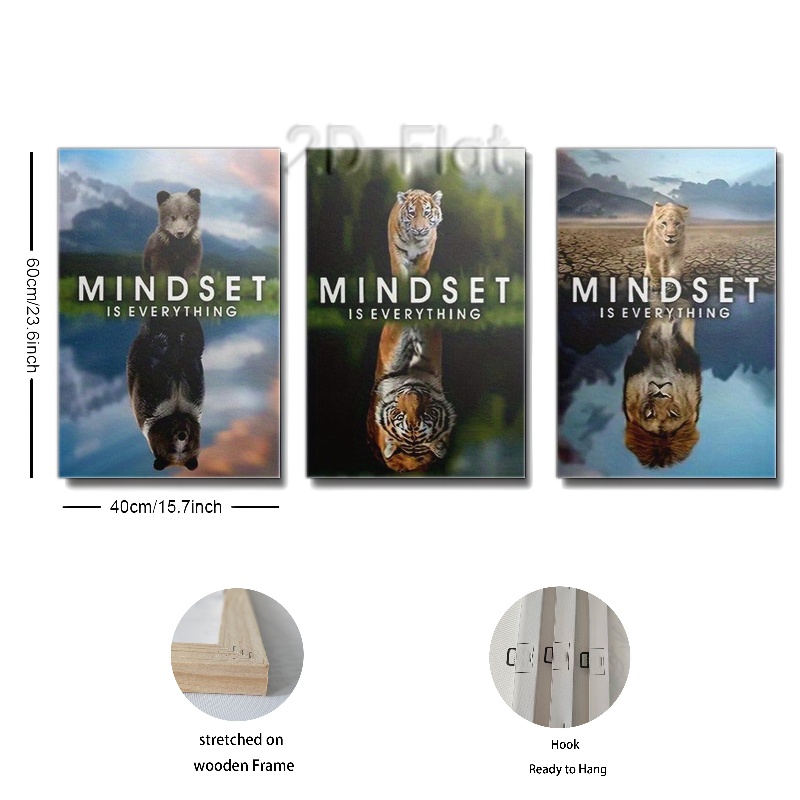 2D Flat
60cm/23.6inch
MINDSET
IS EVERYTHING
MINDSET
IS EVERYTHING
MINDSET
IS EVERYTHING
40cm/15.7inch
stretched on
wooden Frame
Hook
Ready to Hang